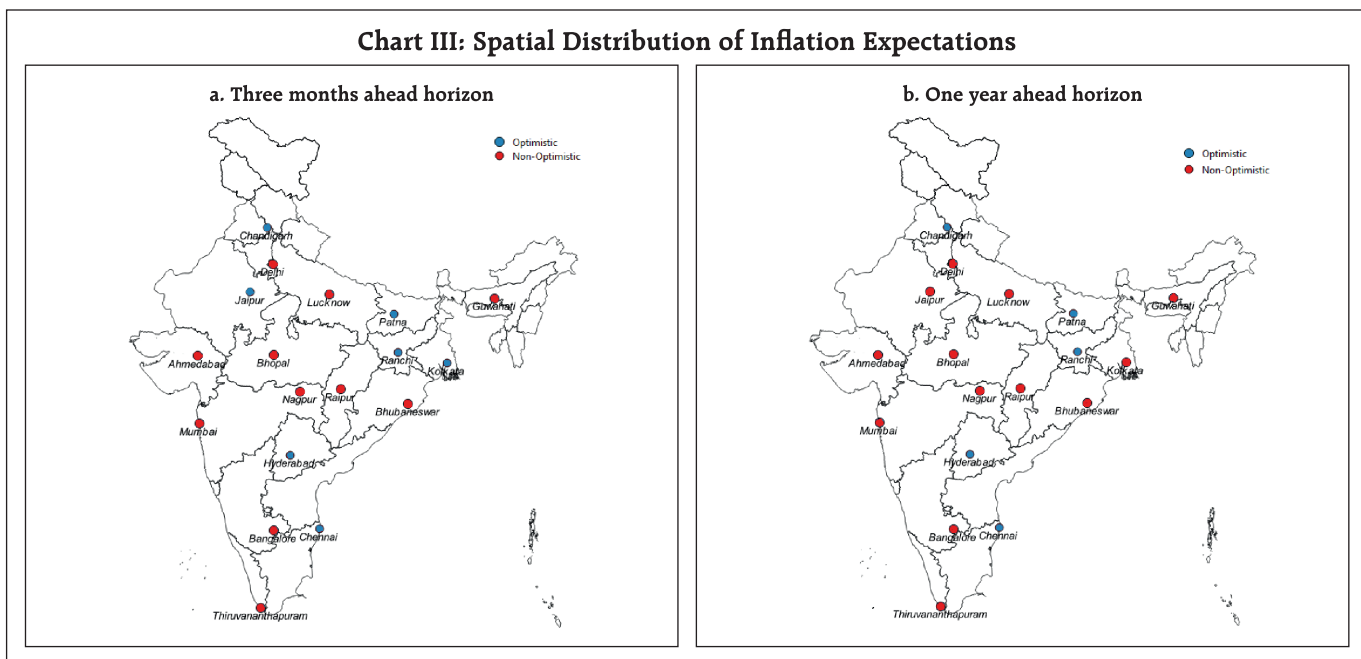 Chart III: Spatial Distribution of Inflation Expectations
a. Three months ahead horizon
Optimistic
Non-Optimistic
Chandigarh
Delhi
Jaipur
Lucknow
Guwahati
Patna
Ahmedabad
Bhopal
Ranchi
Kolkata
Nagpur
Raipur
Bhubaneswar
Mumbai
Hyderabad
Bangalore
Chennai
Thiruvananthapuram
b. One year ahead horizon
Optimistic
Non-Optimistic
Chandigarh
Delhi
Jaipur
Lucknow
Guwahati
Patna
Ahmedabad
Bhopal
Ranchi
Kolkata
Nagpur
Raipur
Bhubaneswar
Mumbai
Hyderabad
Bangalore
Chennai
Thiruvananthapuram